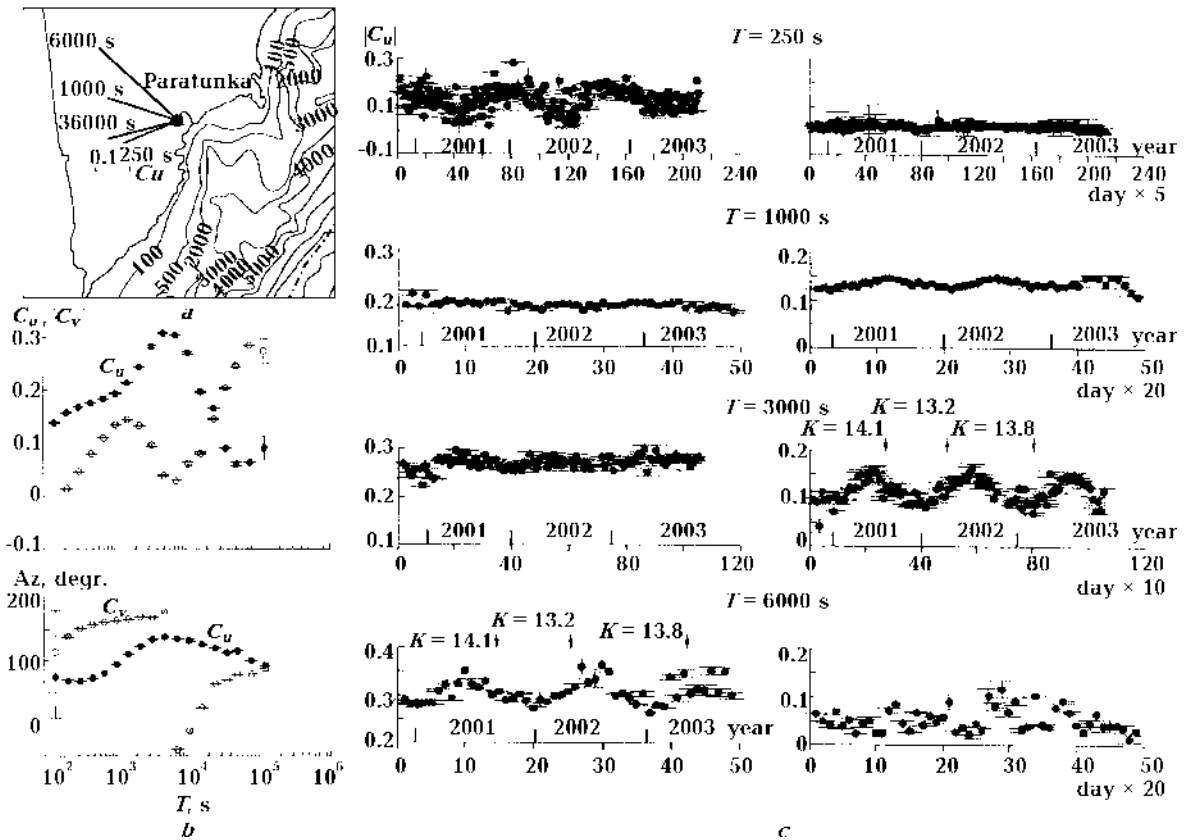 6000 s
1000 s
36000 s
0.1 250 s
Cu
Paratunka
100
500
2000
3000
4000
100
500
2000
3000
4000
5000
a
Cu, Cv
0.3
0.2
0.1
0
-0.1
Cu
Az, degr.
200
100
0
Cv
Cu
10² 10³ 10⁴ 10⁵ 10⁶
T, s
b
|Cu|
T = 250 s
0.3
0.1
-0.1
2001 2002 2003
0 40 80 120 160 200 240
2001 2002 2003 year
0 40 80 120 160 200 240
day × 5
T = 1000 s
0.3
0.2
0.1
2001 2002 2003
0 10 20 30 40 50
0.2
0.1
0
2001 2002 2003 year
0 10 20 30 40 50
day × 20
T = 3000 s
0.3
0.2
0.1
2001 2002 2003
0 40 80 120
K = 13.2
K = 14.1 K = 13.8
0.2
0.1
0
2001 2002 2003 year
0 40 80 120
day × 10
T = 6000 s
K = 13.2
K = 14.1 K = 13.8
0.4
0.3
0.2
2001 2002 2003 year
0 10 20 30 40 50
0.2
0.1
0
0 10 20 30 40 50
day × 20
c